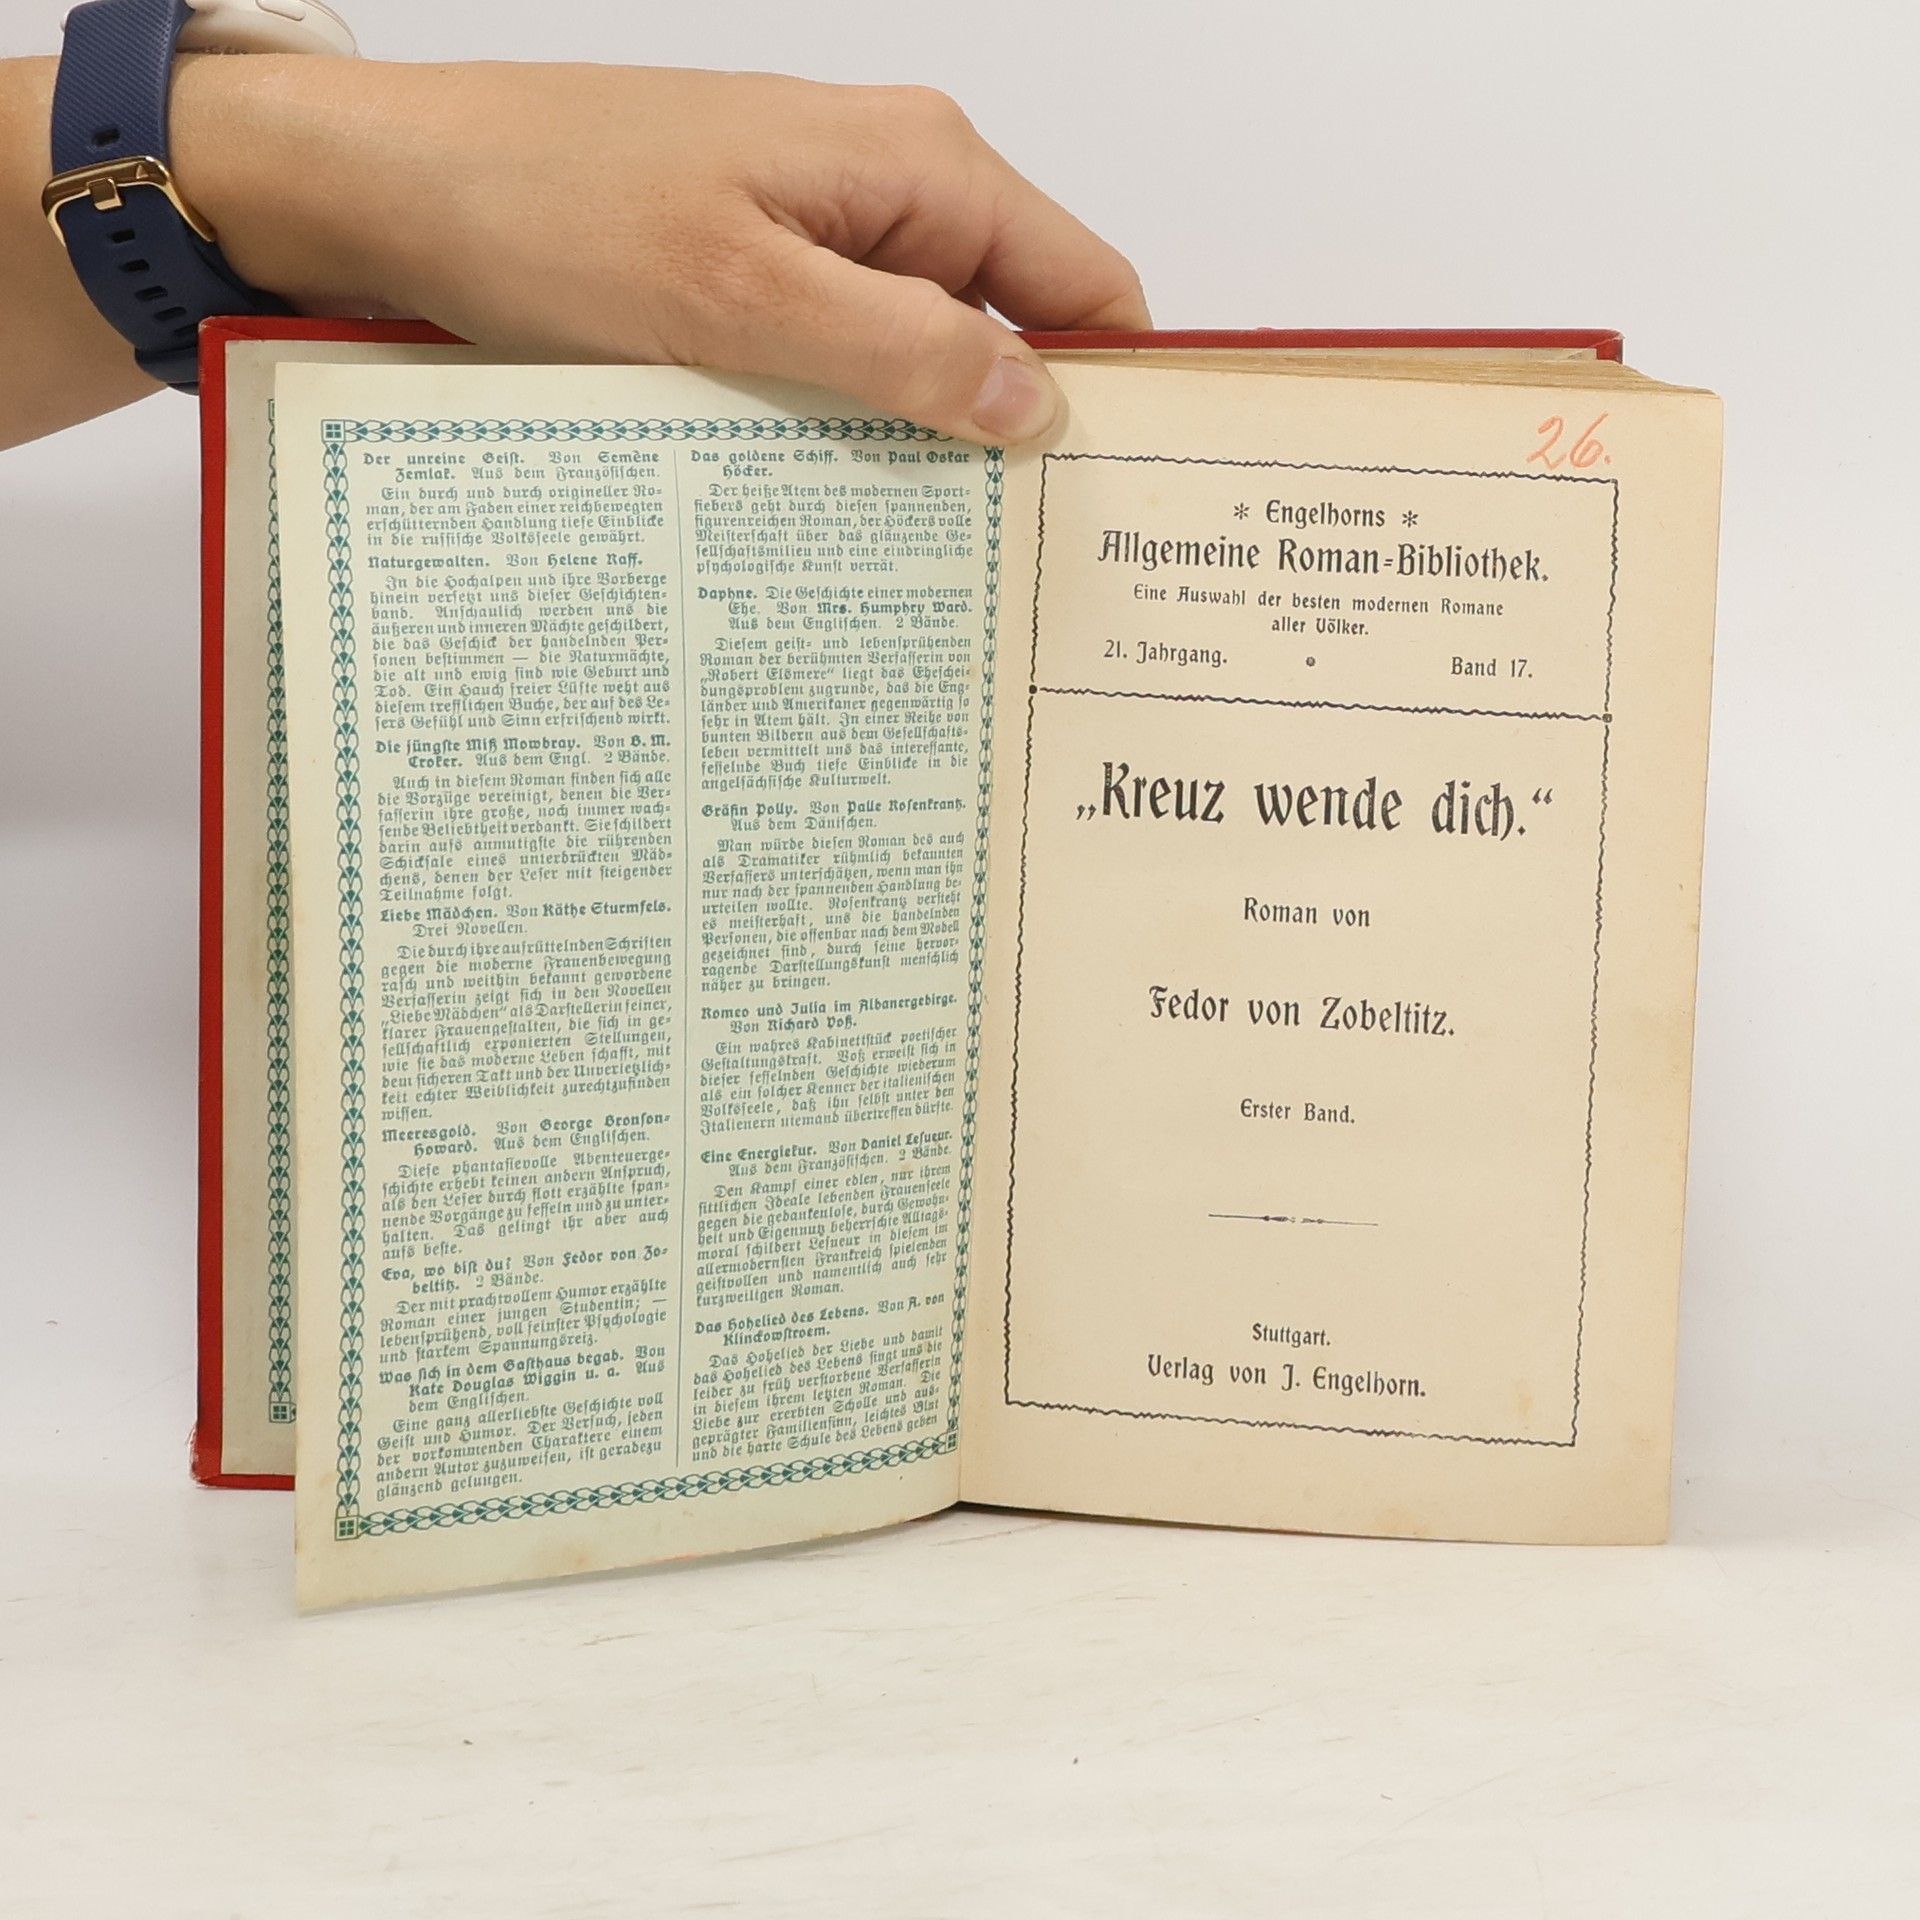 Der unreine Geist. Von Semène
Zemlak. Aus dem Französischen.
Ein durch und durch origineller Ro-
man, der am Faden einer reichbewegten
erschütternden Handlung tiefe Einblicke
in die russische Volksseele gewährt.
Naturgewalten. Von Helene Raff.
In die Hochalpen und ihre Vorberge
hinein versetzt uns dieser Geschichten-
band. Anschaulich werden uns die
äußeren und inneren Mächte geschildert,
die das Geschick der handelnden Per-
sonen bestimmen — die Naturmächte,
die alt und ewig sind wie Geburt und
Tod. Ein Hauch freier Lüfte weht aus
diesem trefflichen Buche, der auf des Le-
sers Gefühl und Sinn erfrischend wirkt.
Die jüngste Miß Mowbray. Von B. M.
Croker. Aus dem Engl. 2 Bände.
Auch in diesem Roman finden sich alle
die Vorzüge vereinigt, denen die Ver-
fasserin ihre große, noch immer wach-
sende Beliebtheit verdankt. Sie schildert
darin aufs anmutigste die rührenden
Schicksale eines unterdrückten Mäd-
chens, denen der Leser mit steigender
Teilnahme folgt.
Liebe Mädchen. Von Käthe Sturmfels.
Drei Novellen.
Die durch ihre aufrüttelnden Schriften
gegen die moderne Frauenbewegung
rasch und weithin bekannt gewordene
Verfasserin zeigt sich in den Novellen
„Liebe Mädchen“ als Darstellerin feiner,
klarer Frauengestalten, die sich in ge-
sellschaftlich exponierten Stellungen,
wie sie das moderne Leben schafft, mit
dem sicheren Takt und der Unverletzlich-
keit echter Weiblichkeit zurechtzufinden
wissen.
Meeresgold. Von George Bronson-
Howard. Aus dem Englischen.
Diese phantasievolle Abenteuerge-
schichte erhebt keinen andern Anspruch,
als den Leser durch flott erzählte span-
nende Vorgänge zu fesseln und zu unter-
halten. Das gelingt ihr aber auch
aufs beste.
Eva, wo bist du? Von Fedor von Zo-
beltitz. 2 Bände.
Der mit prachtvollem Humor erzählte
Roman einer jungen Studentin; —
lebensprühend, voll feinster Psychologie
und starkem Spannungsreiz.
Was sich in dem Gasthaus begab. Von
Kate Douglas Wiggin u. a. Aus
dem Englischen.
Eine ganz allerliebste Geschichte voll
Geist und Humor. Der Versuch, jeden
der vorkommenden Charaktere einem
andern Autor zuzuweisen, ist geradezu
glänzend gelungen.
Das goldene Schiff. Von Paul Oskar
Höcker.
Der heiße Atem des modernen Sport-
fiebers geht durch diesen spannenden,
figurenreichen Roman, der Höckers volle
Meisterschaft über das glänzende Ge-
sellschaftsmilieu und eine eindringliche
psychologische Kunst verrät.
Daphne. Die Geschichte einer modernen
Ehe. Von Mrs. Humphry Ward.
Aus dem Englischen. 2 Bände.
Diesem geist- und lebensprühenden
Roman der berühmten Verfasserin von
„Robert Elsmere“ liegt das Eheschei-
dungsproblem zugrunde, das die Eng-
länder und Amerikaner gegenwärtig so
sehr in Atem hält. In einer Reihe von
bunten Bildern aus dem Gesellschafts-
leben vermittelt uns das interessante,
fesselnde Buch tiefe Einblicke in die
angelsächsische Kulturwelt.
Gräfin Polly. Von Palle Rosenkrantz.
Aus dem Dänischen.
Man würde diesen Roman des auch
als Dramatiker rühmlich bekannten
Verfassers unterschätzen, wenn man ihn
nur nach der spannenden Handlung be-
urteilen wollte. Rosenkrantz versteht
es meisterhaft, uns die handelnden
Personen, die offenbar nach dem Modell
gezeichnet sind, durch seine hervor-
ragende Darstellungskunst menschlich
näher zu bringen.
Romeo und Julia im Albanergebirge.
Von Richard Voß.
Ein wahres Kabinettstück poetischer
Gestaltungskraft. Voß erweist sich in
dieser fesselnden Geschichte wiederum
als ein solcher Kenner der italienischen
Volksseele, daß ihn selbst unter den
Italienern niemand übertreffen dürfte.
Eine Energiekur. Von Daniel Lesueur.
Aus dem Französischen. 2 Bände.
Den Kampf einer edlen, nur ihrem
sittlichen Ideale lebenden Frauenseele
gegen die gedankenlose, durch Gewohn-
heit und Eigennutz beherrschte Alltags-
moral schildert Lesueur in diesem im
allermodernsten Frankreich spielenden
geistvollen und namentlich auch sehr
kurzweiligen Roman.
Das Hohelied des Lebens. Von A. von
Klinckowstroem.
Das Hohelied der Liebe und damit
das Hohelied des Lebens singt uns die
leider zu früh verstorbene Verfasserin
in diesem ihrem letzten Roman. Die
Liebe zur ererbten Scholle und aus-
geprägter Familiensinn, leichtes Blut
und die harte Schule des Lebens geben
26.
* Engelhorns *
Allgemeine Roman-Bibliothek.
Eine Auswahl der besten modernen Romane
aller Völker.
21. Jahrgang. Band 17.
„Kreuz wende dich.“
Roman von
Fedor von Zobeltitz.
Erster Band.
Stuttgart.
Verlag von J. Engelhorn.